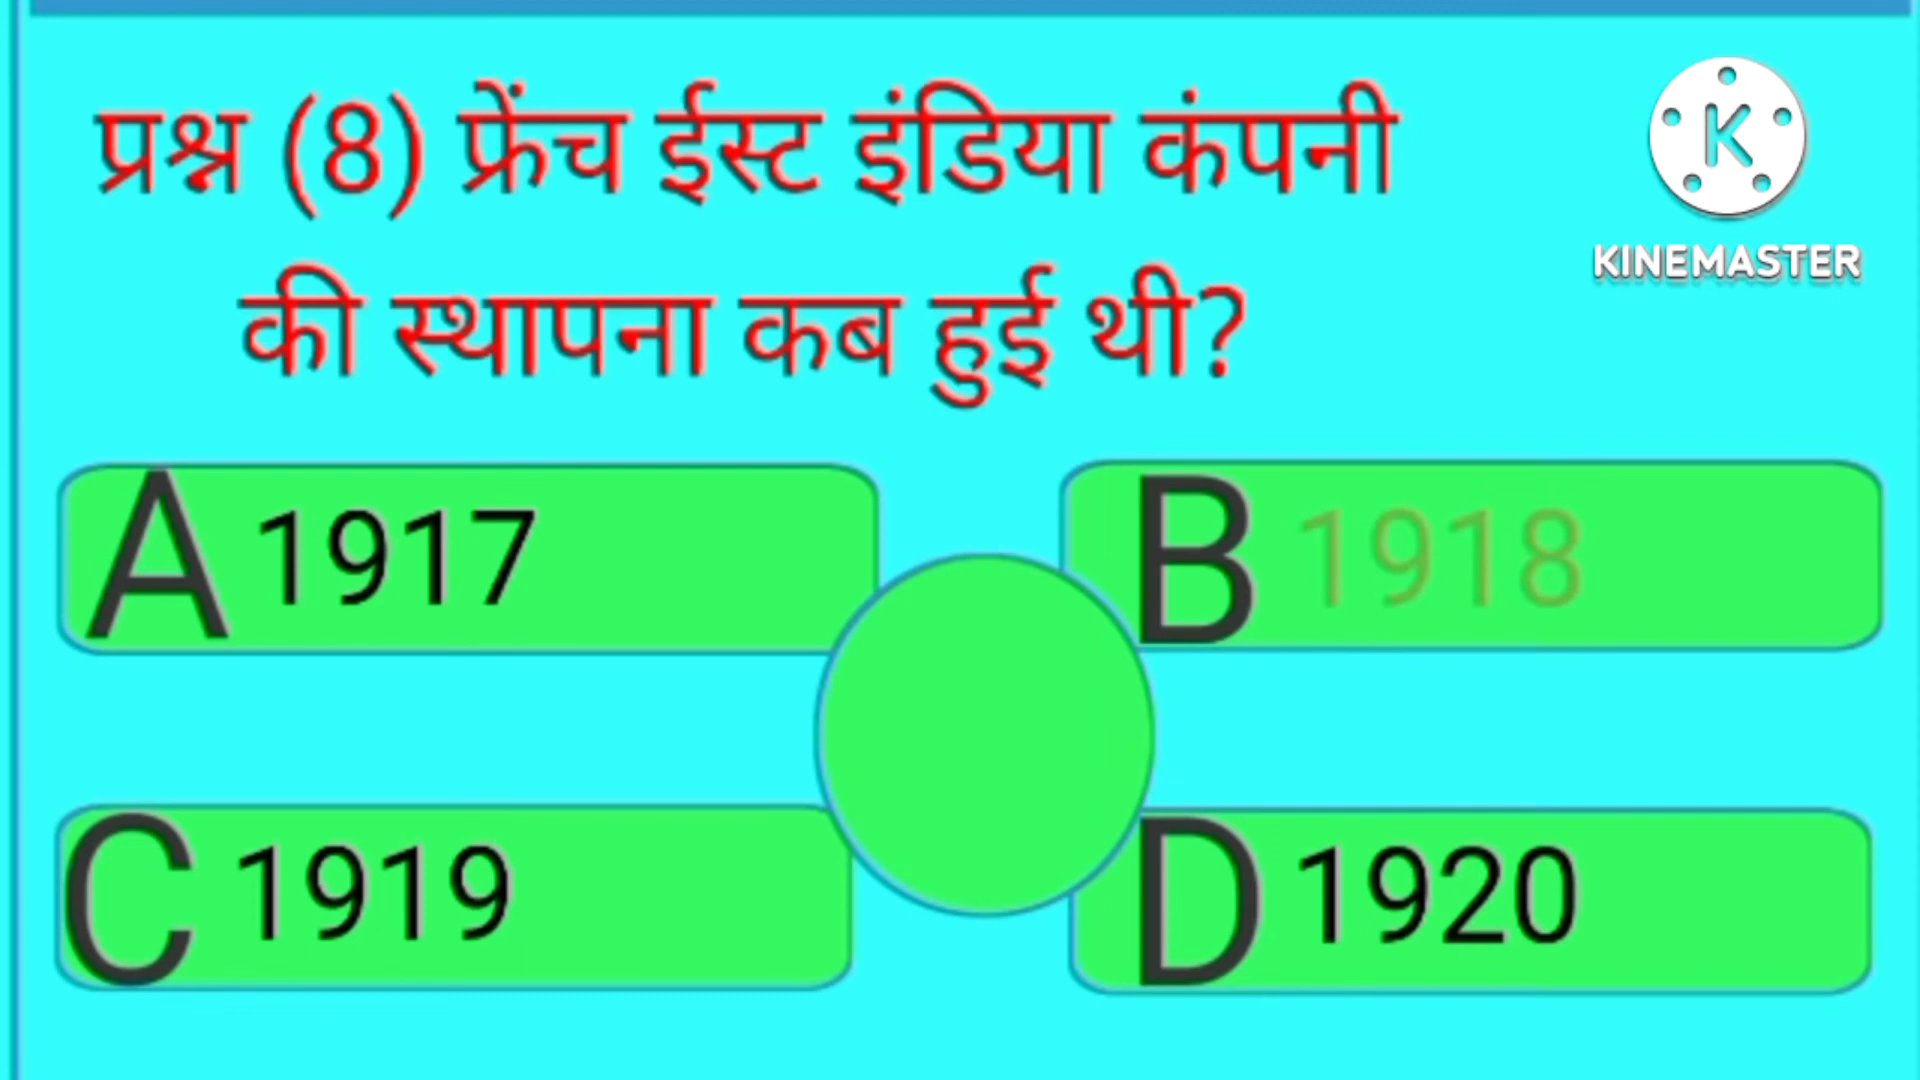 प्रश्न (8) फ्रेंच ईस्ट इंडिया कंपनी
की स्थापना कब हुई थी?
KINEMASTER
A 1917
B 1918
C 1919
D 1920